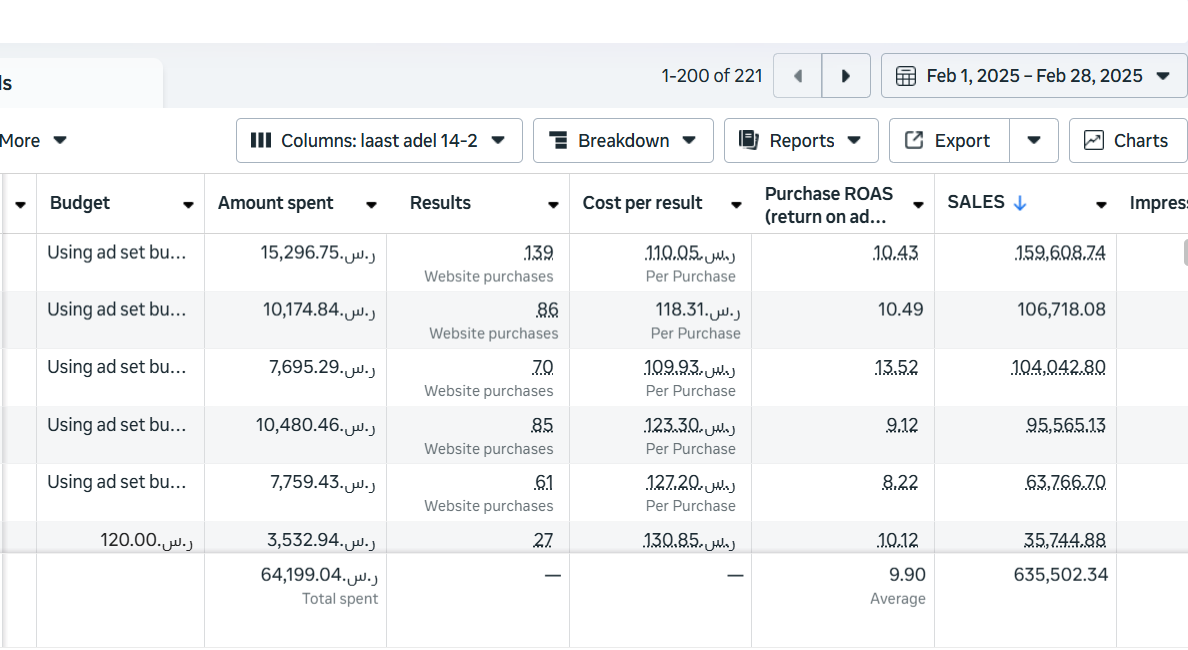 ls
1-200 of 221
Feb 1, 2025 – Feb 28, 2025
More
Columns: laast adel 14-2
Breakdown
Reports
Export
Charts
Budget
Amount spent
Results
Cost per result
Purchase ROAS
(return on ad...
SALES ↓
Impress
Using ad set bu... 15,296.75.ر.س 139 110.05.ر.س 10.43 159,608.74
Website purchases Per Purchase
Using ad set bu... 10,174.84.ر.س 86 118.31.ر.س 10.49 106,718.08
Website purchases Per Purchase
Using ad set bu... 7,695.29.ر.س 70 109.93.ر.س 13.52 104,042.80
Website purchases Per Purchase
Using ad set bu... 10,480.46.ر.س 85 123.30.ر.س 9.12 95,565.13
Website purchases Per Purchase
Using ad set bu... 7,759.43.ر.س 61 127.20.ر.س 8.22 63,766.70
Website purchases Per Purchase
120.00.ر.س 3,532.94.ر.س 27 130.85.ر.س 10.12 35,744.88
64,199.04.ر.س — — 9.90 635,502.34
Total spent Average